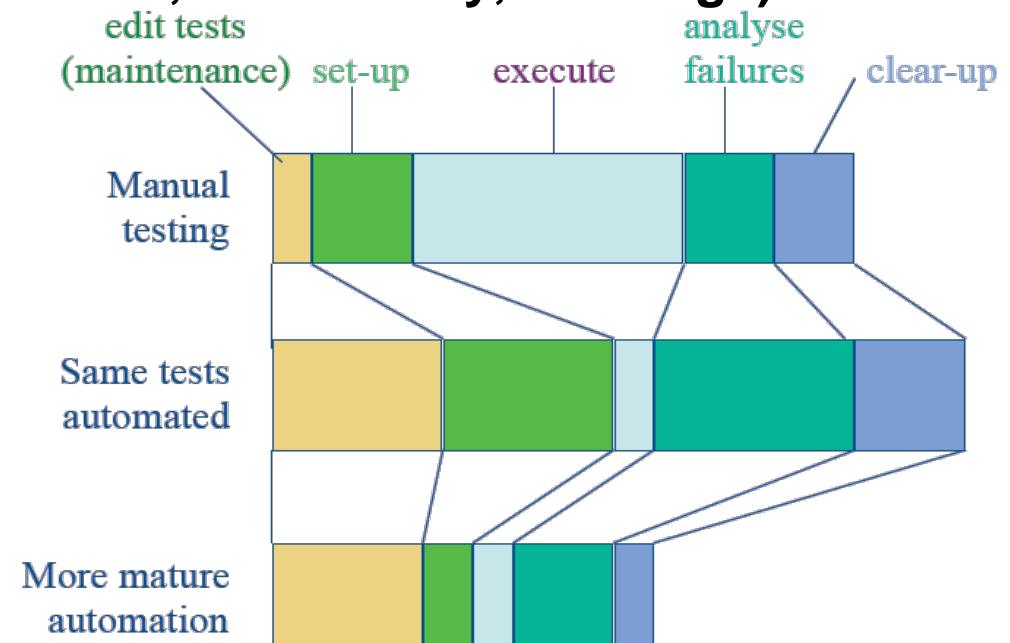 edit tests
(maintenance)
set-up
execute
analyse
failures
clear-up
Manual
testing
Same tests
automated
More mature
automation